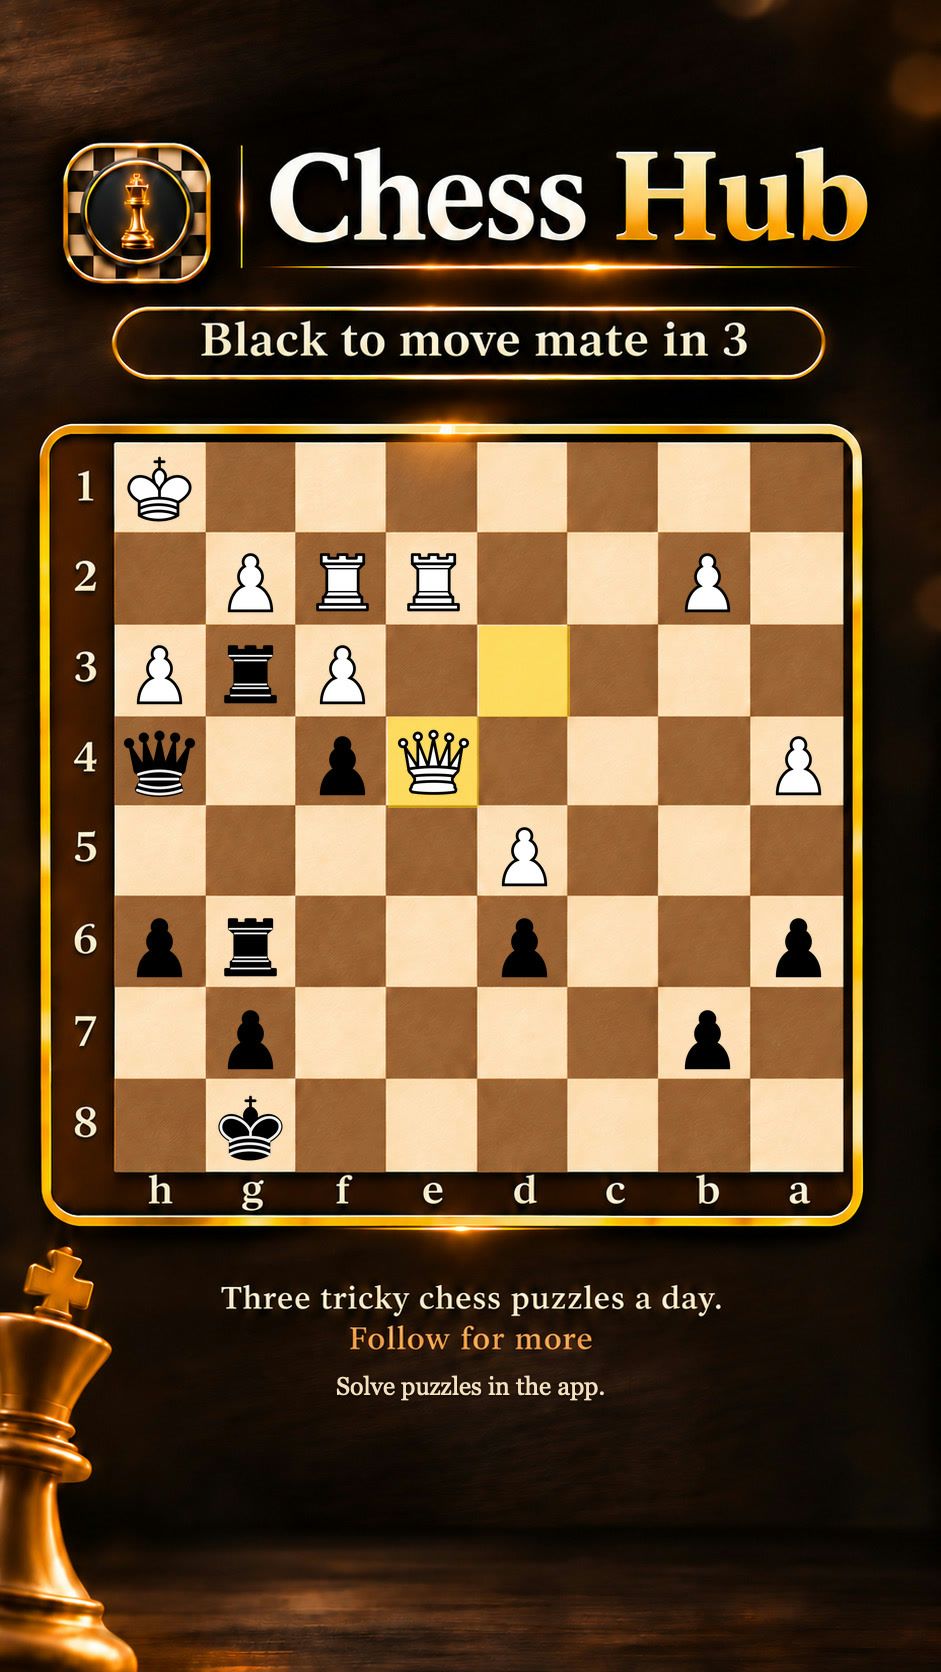 Chess Hub
Black to move mate in 3
1
2
3
4
5
6
7
8
h g f e d c b a
Three tricky chess puzzles a day.
Follow for more
Solve puzzles in the app.